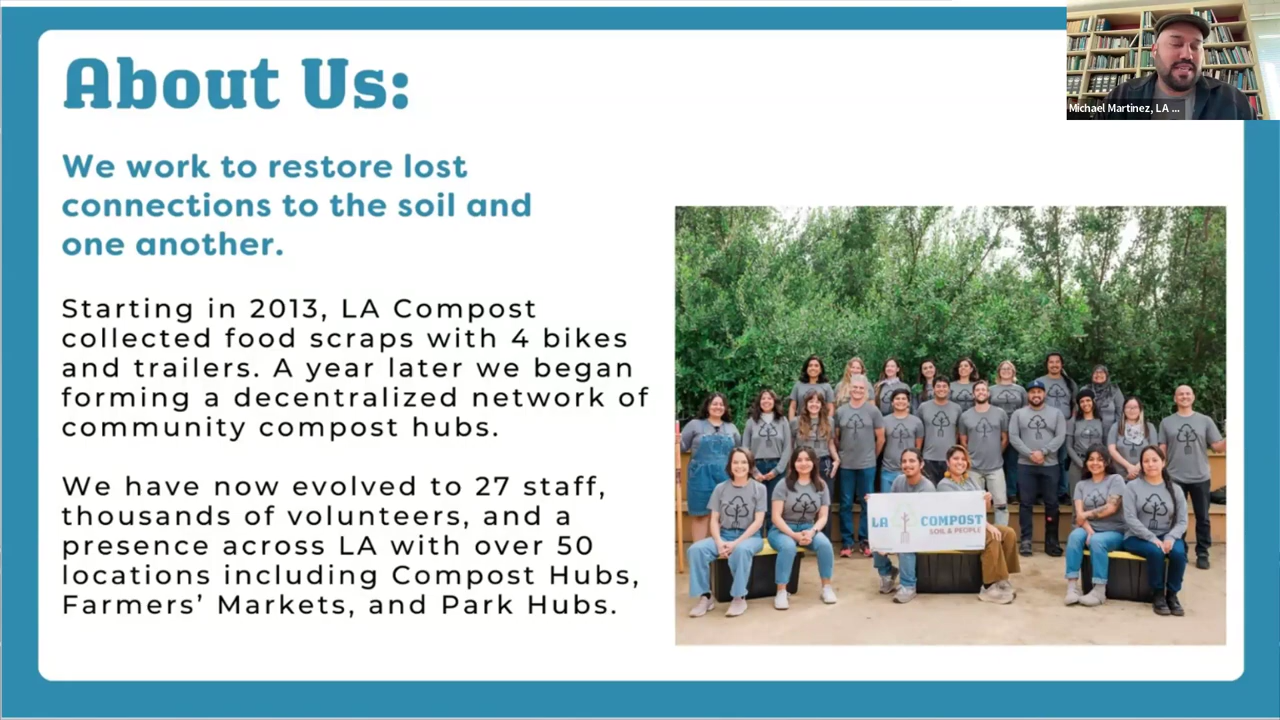 About Us:
Michael Martinez, LA ...
We work to restore lost
connections to the soil and
one another.
Starting in 2013, LA Compost
collected food scraps with 4 bikes
and trailers. A year later we began
forming a decentralized network of
community compost hubs.
We have now evolved to 27 staff,
thousands of volunteers, and a
presence across LA with over 50
locations including Compost Hubs,
Farmers’ Markets, and Park Hubs.
LA COMPOST
SOIL & PEOPLE